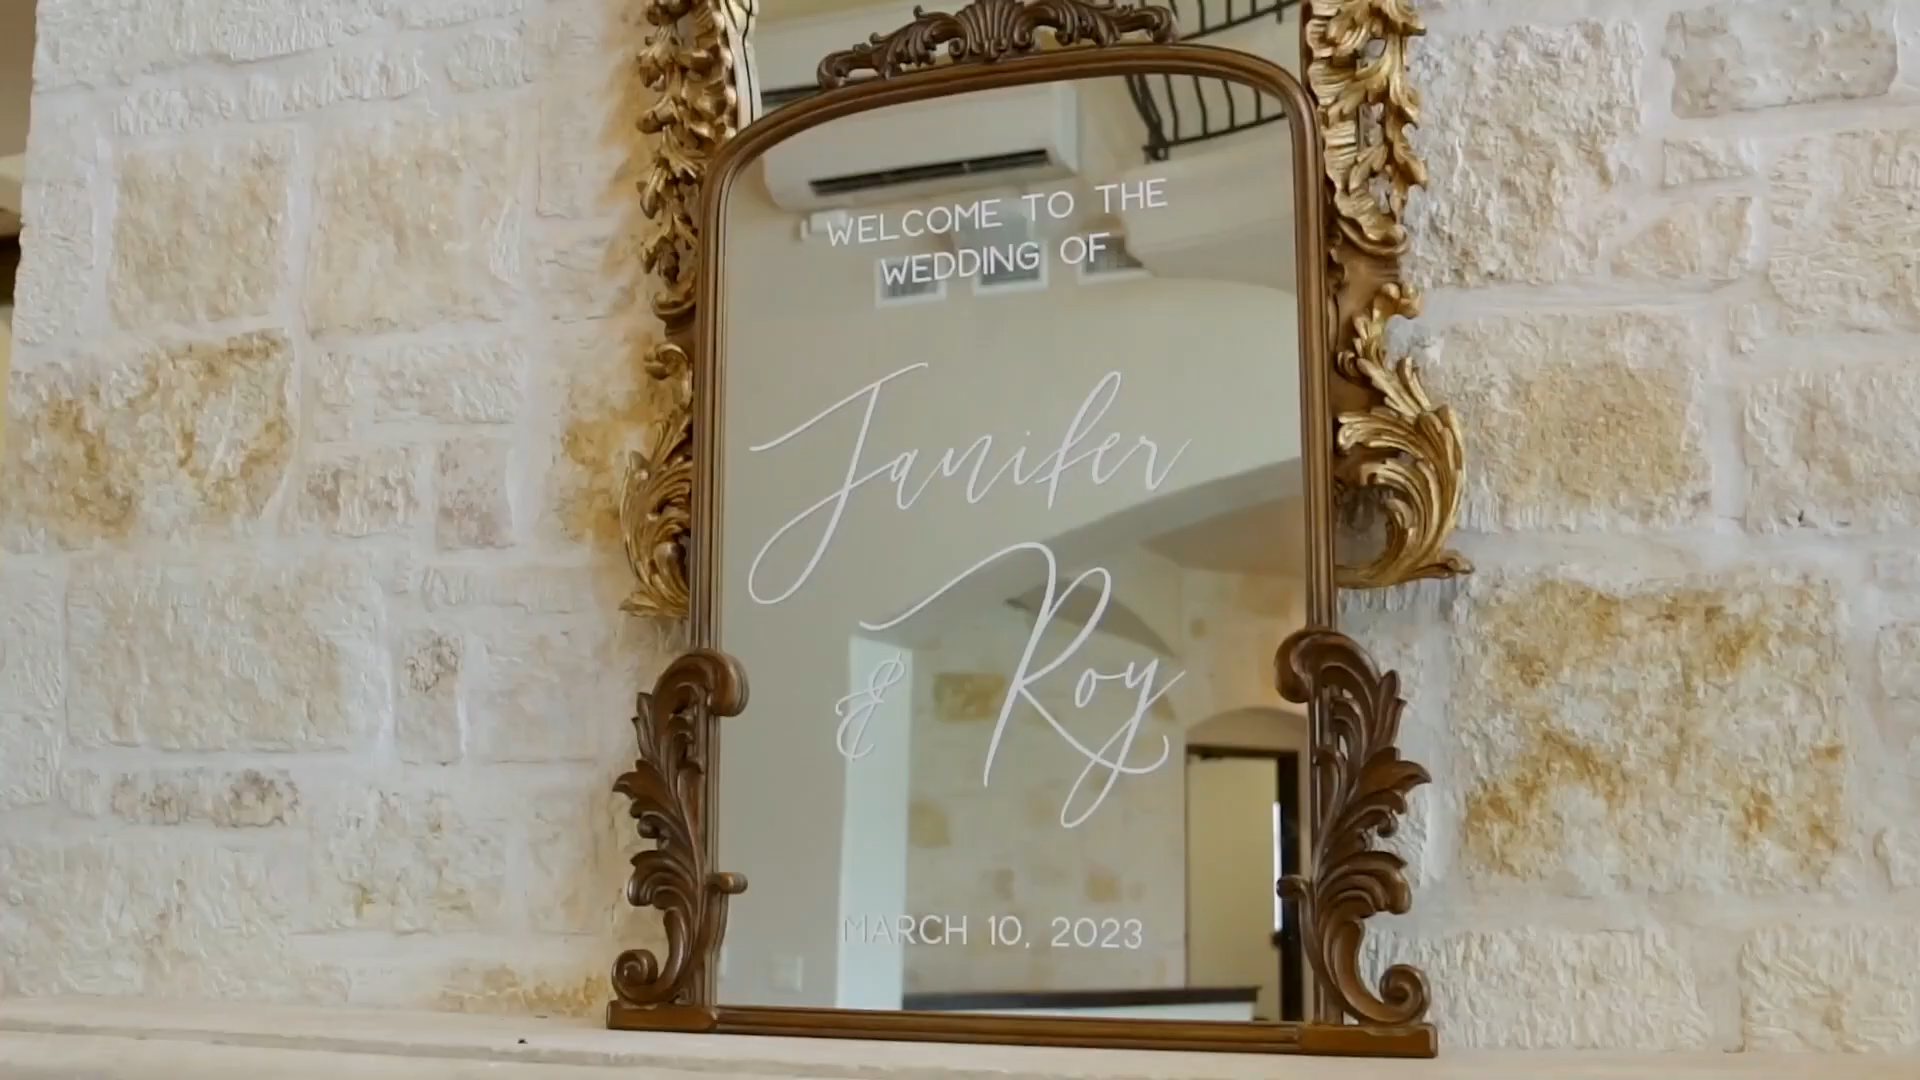 WELCOME TO THE
WEDDING OF
Janifer
& Roy
MARCH 10, 2023